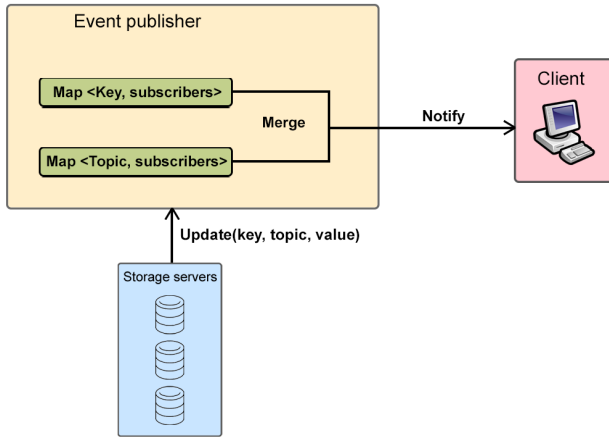 Event publisher
Map <Key, subscribers>
Merge
Map <Topic, subscribers>
Notify
Client
Update(key, topic, value)
Storage servers